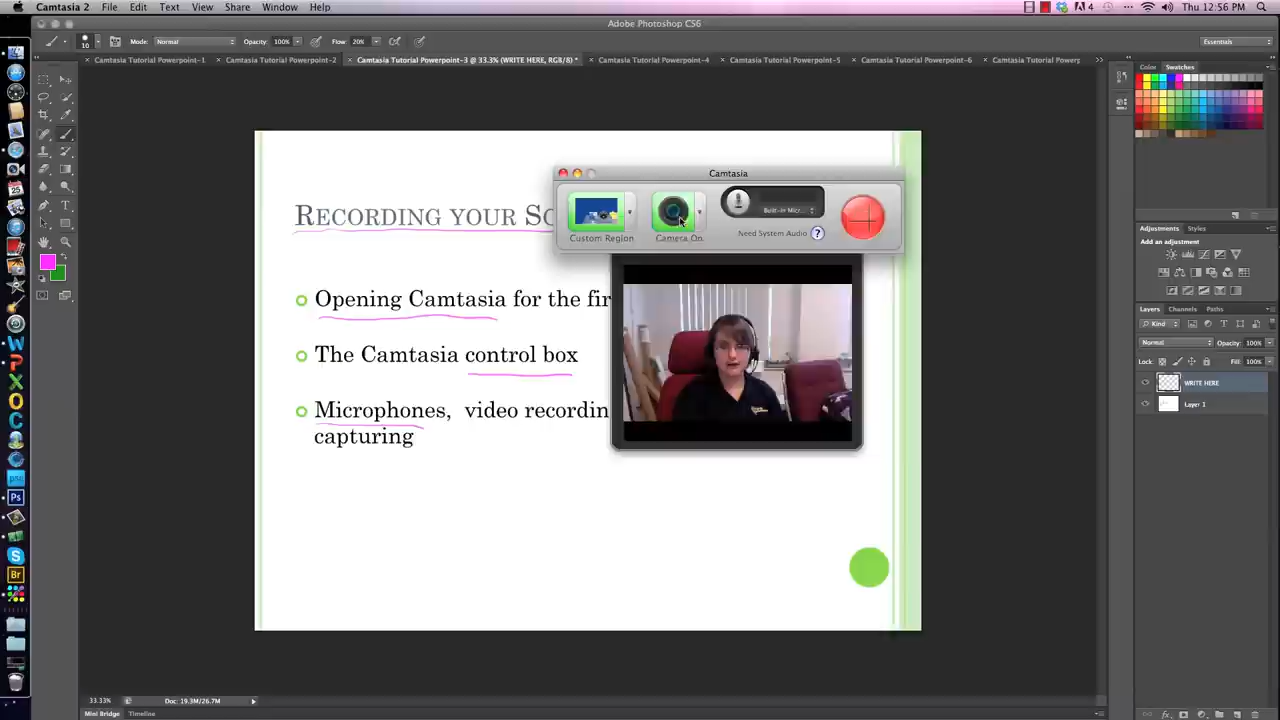 Camtasia 2 File Edit Text View Share Window Help 4 Thu 12:56 PM
Adobe Photoshop CS6
10 Mode: Normal Opacity: 100% Flow: 20% Essentials
Camtasia Tutorial Powerpoint-1 Camtasia Tutorial Powerpoint-2 Camtasia Tutorial Powerpoint-3 @ 33.3% (WRITE HERE, RGB/8) * Camtasia Tutorial Powerpoint-4 Camtasia Tutorial Powerpoint-5 Camtasia Tutorial Powerpoint-6 Camtasia Tutorial Powerp
Color Swatches
RECORDING YOUR SC
Camtasia
Built-in Micr...
Custom Region Camera On Need System Audio ?
Opening Camtasia for the fir
The Camtasia control box
Microphones, video recordin
capturing
Adjustments Styles
Add an adjustment
Layers Channels Paths
Kind
Normal Opacity: 100%
Lock: Fill: 100%
WRITE HERE
Layer 1
33.33% Doc: 19.3M/26.7M
Mini Bridge Timeline